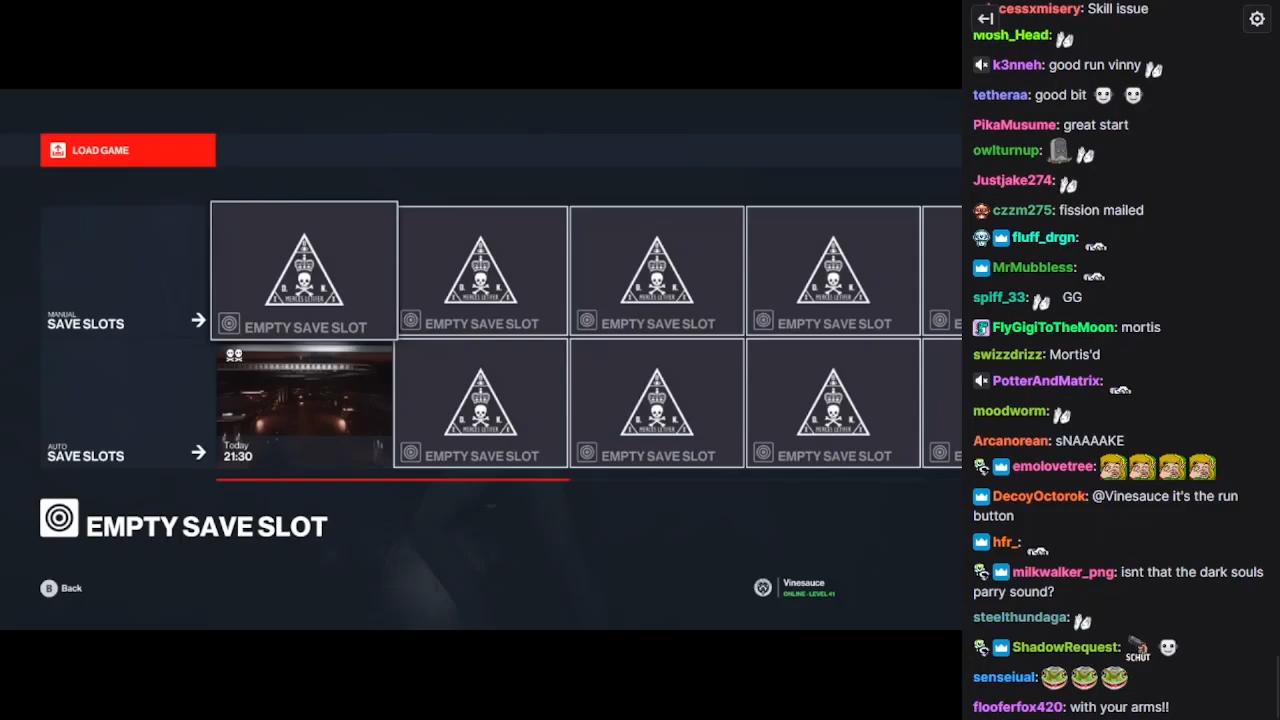 LOAD GAME
MANUAL
SAVE SLOTS
EMPTY SAVE SLOT
EMPTY SAVE SLOT
EMPTY SAVE SLOT
EMPTY SAVE SLOT
AUTO
SAVE SLOTS
Today
21:30
EMPTY SAVE SLOT
EMPTY SAVE SLOT
EMPTY SAVE SLOT
EMPTY SAVE SLOT
B Back
Vinesauce
ONLINE - LEVEL 41
cessxmisery: Skill issue
Mosh_Head:
k3nneh: good run vinny
tetheraa: good bit
PikaMusume: great start
owlturnup:
Justjake274:
czzm275: fission mailed
fluff_drgn:
MrMubbless:
spiff_33: GG
FlyGigiToTheMoon: mortis
swizzdrizz: Mortis'd
PotterAndMatrix:
moodworm:
Arcanorean: sNAAAAKE
emolovetree:
DecoyOctorok: @Vinesauce it's the run
button
hfr_:
milkwalker_png: isnt that the dark souls
parry sound?
steelthundaga:
ShadowRequest: SCHUT
senseiual:
flooferfox420: with your arms!!